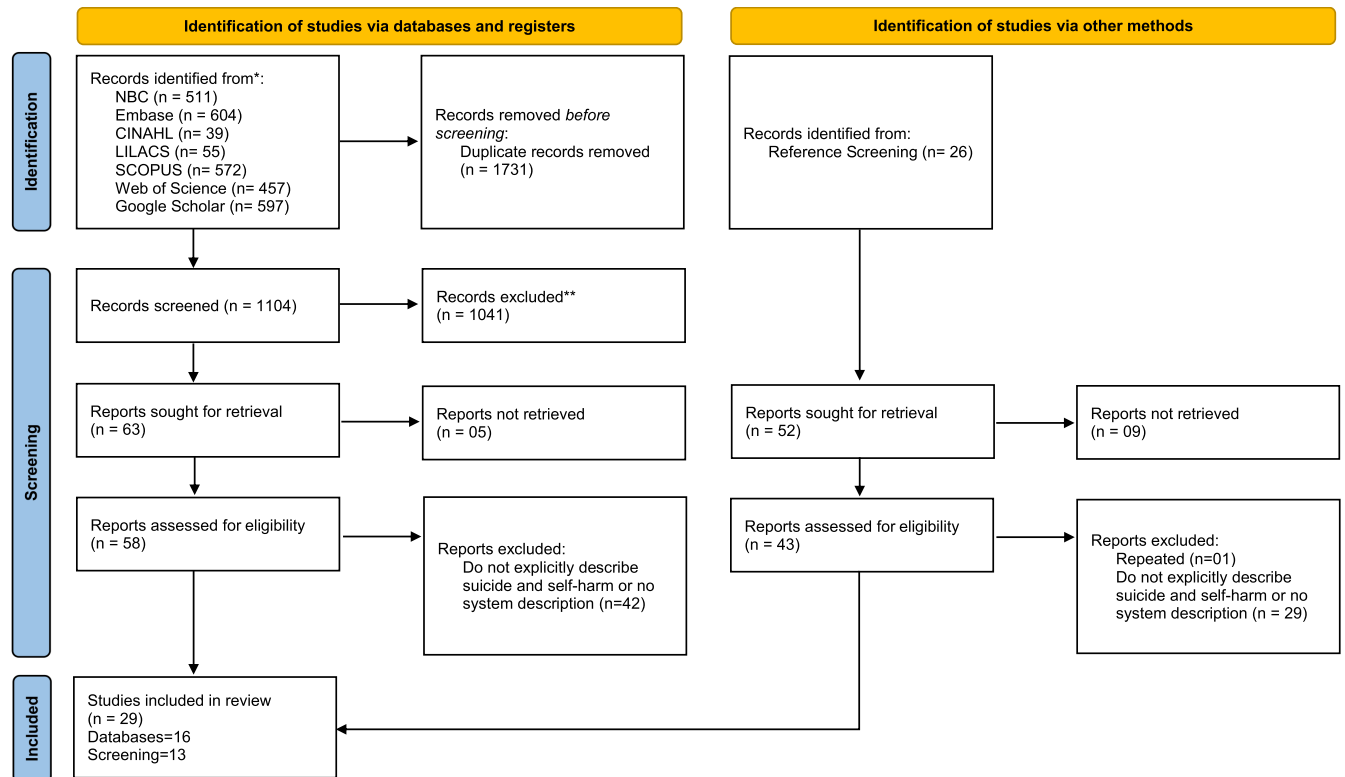 Identification of studies via databases and registers
Identification of studies via other methods
Identification
Records identified from*:
NBC (n = 511)
Embase (n = 604)
CINAHL (n= 39)
LILACS (n= 55)
SCOPUS (n= 572)
Web of Science (n= 457)
Google Scholar (n= 597)
Records removed before
screening:
Duplicate records removed
(n = 1731)
Records identified from:
Reference Screening (n= 26)
Screening
Records screened (n = 1104)
Records excluded**
(n = 1041)
Reports sought for retrieval
(n = 63)
Reports not retrieved
(n = 05)
Reports sought for retrieval
(n = 52)
Reports not retrieved
(n = 09)
Reports assessed for eligibility
(n = 58)
Reports excluded:
Do not explicitly describe
suicide and self-harm or no
system description (n=42)
Reports assessed for eligibility
(n = 43)
Reports excluded:
Repeated (n=01)
Do not explicitly describe
suicide and self-harm or no
system description (n = 29)
Included
Studies included in review
(n = 29)
Databases=16
Screening=13